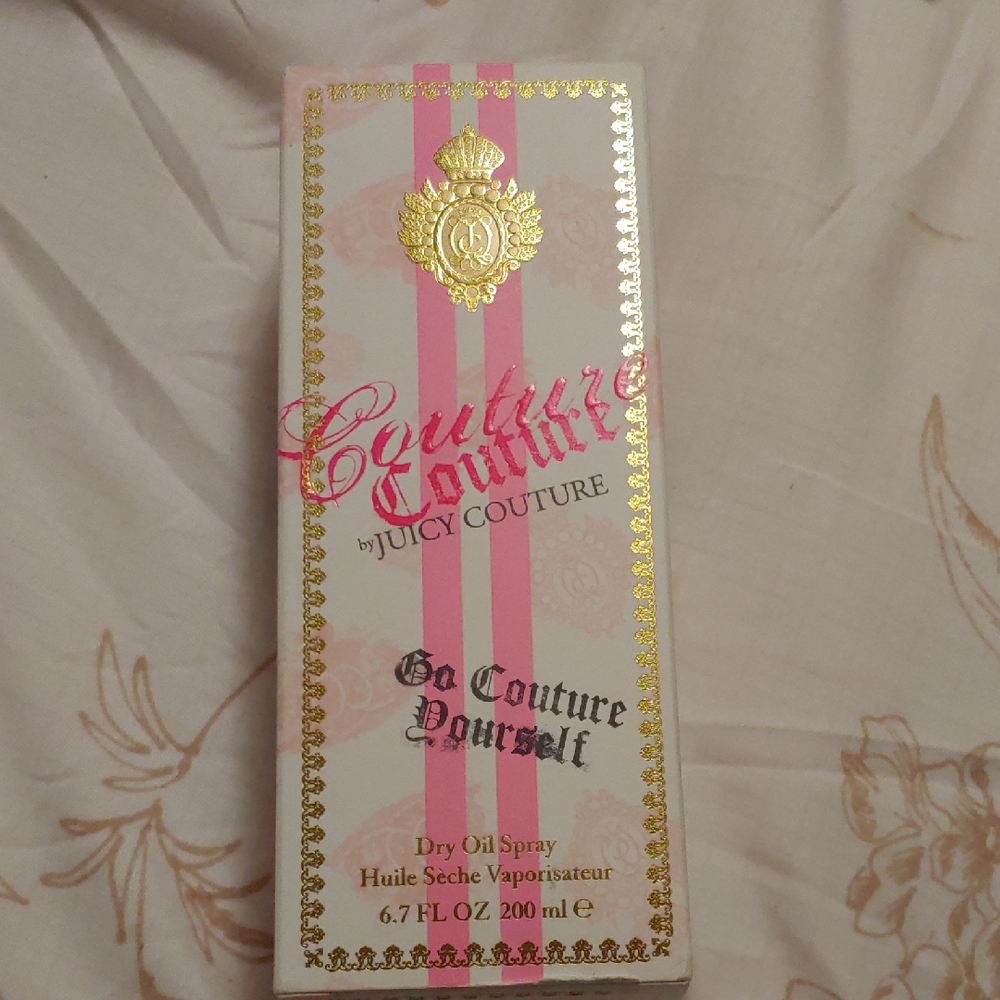 Couture
Couture
by JUICY COUTURE
Go Couture
Yourself
Dry Oil Spray
Huile Sèche Vaporisateur
6.7 FL OZ 200 ml ℮